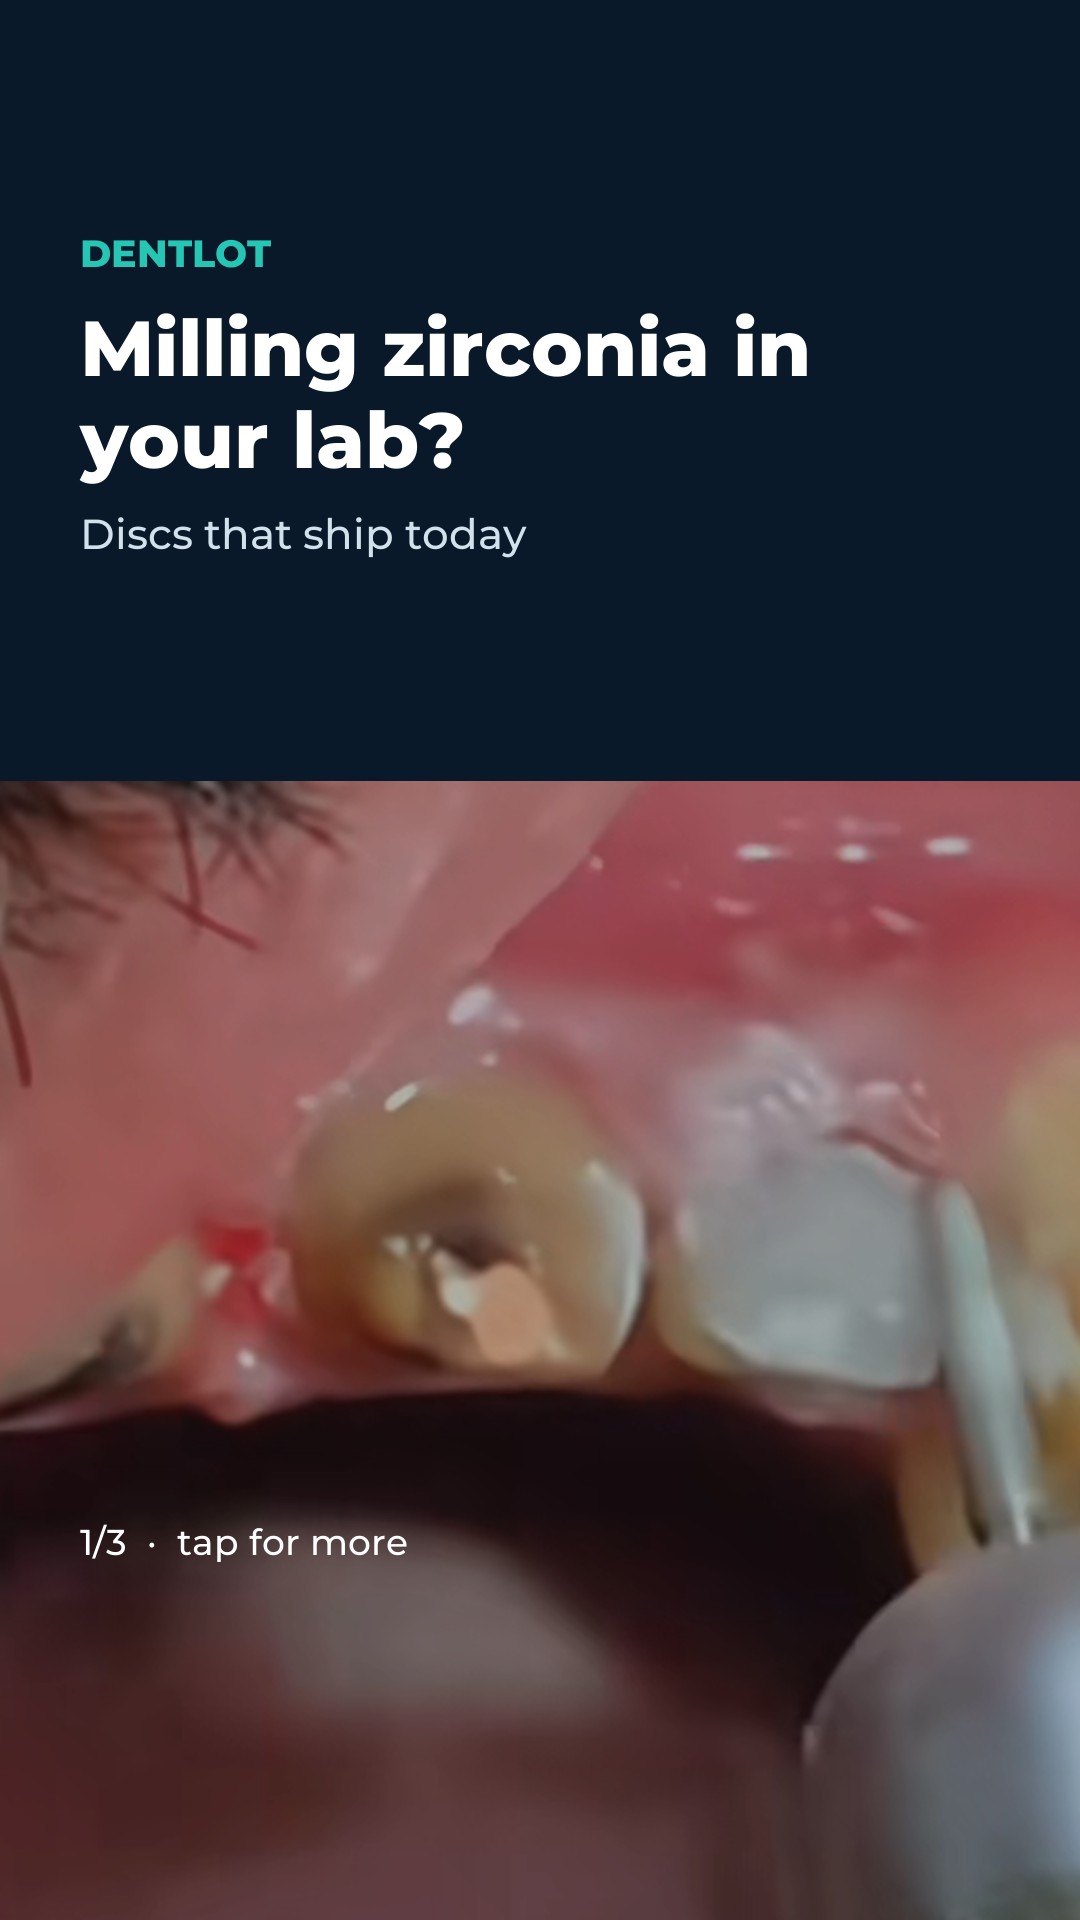 DENTLOT
Milling zirconia in
your lab?
Discs that ship today
1/3 · tap for more